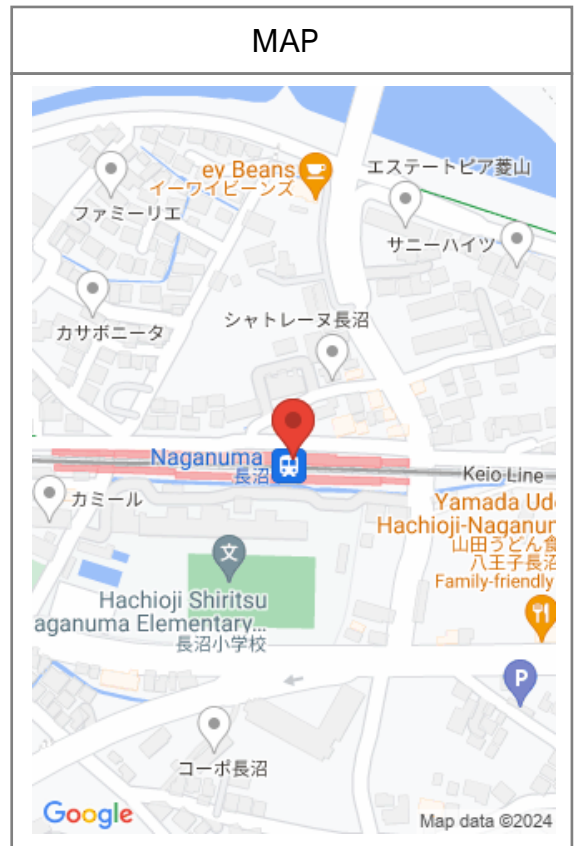 MAP
ey Beans
イーワイビーンズ
エステートピア菱山
ファミーリエ
サニーハイツ
シャトレーヌ長沼
カサボニータ
Naganuma
長沼
Keio Line
カミール
Yamada Ud
Hachioji-Naganu
山田うどん食
八王子長沼
Family-friendly
文
Hachioji Shiritsu
aganuma Elementary...
長沼小学校
P
コーポ長沼
Google
Map data ©2024